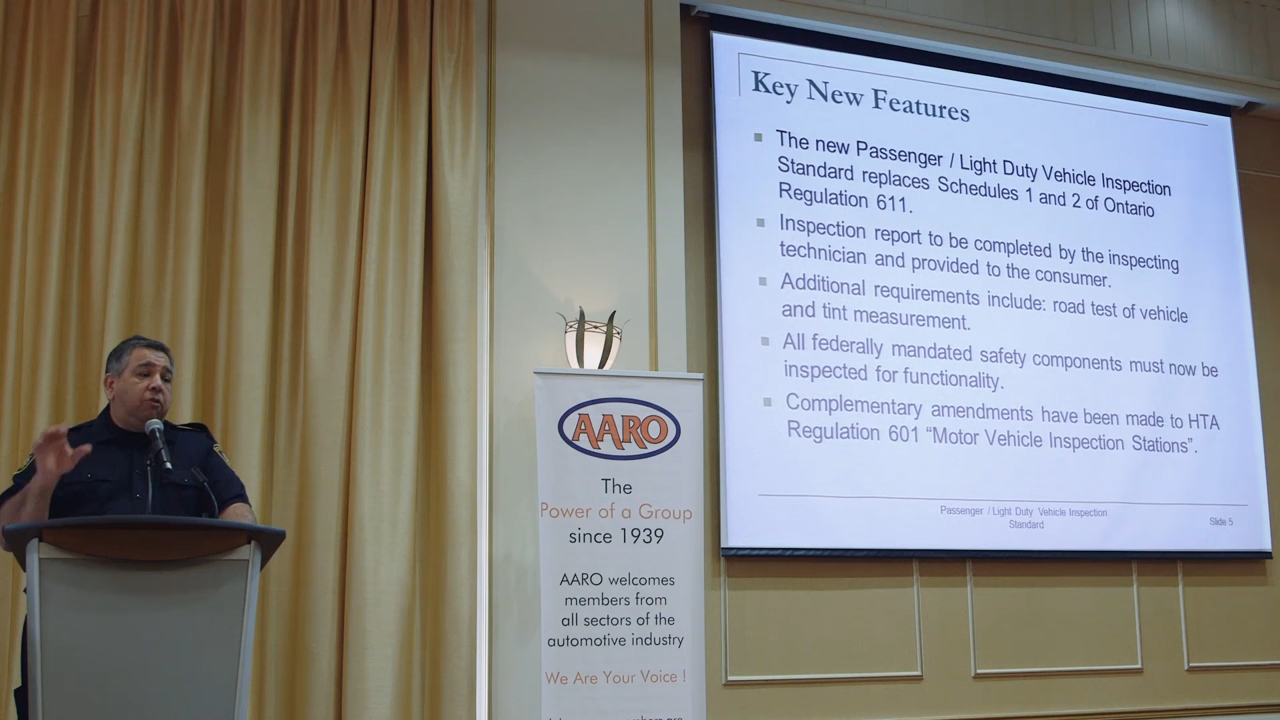 Key New Features
The new Passenger / Light Duty Vehicle Inspection
Standard replaces Schedules 1 and 2 of Ontario
Regulation 611.
Inspection report to be completed by the inspecting
technician and provided to the consumer.
Additional requirements include: road test of vehicle
and tint measurement.
All federally mandated safety components must now be
inspected for functionality.
Complementary amendments have been made to HTA
Regulation 601 “Motor Vehicle Inspection Stations”.
Passenger / Light Duty Vehicle Inspection
Standard
Slide 5
AARO
The
Power of a Group
since 1939
AARO welcomes
members from
all sectors of the
automotive industry
We Are Your Voice !